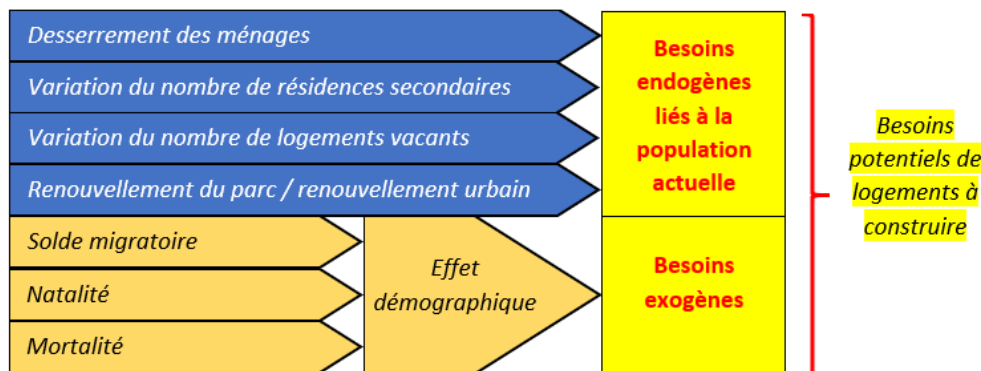 Desserrement des ménages
Variation du nombre de résidences secondaires
Variation du nombre de logements vacants
Renouvellement du parc / renouvellement urbain
Besoins
endogènes
liés à la
population
actuelle
Solde migratoire
Natalité
Mortalité
Effet
démographique
Besoins
exogènes
Besoins
potentiels de
logements à
construire